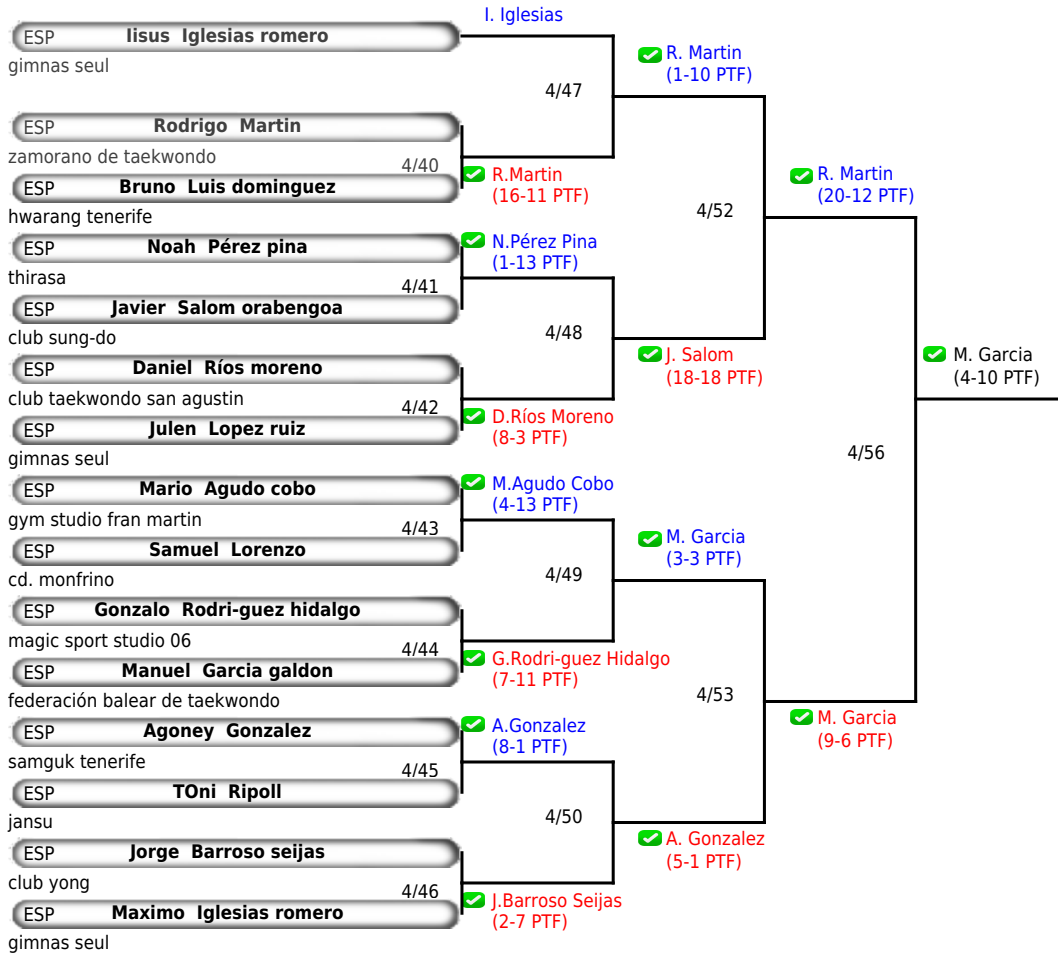 I. Iglesias
ESP Iisus Iglesias romero
gimnas seul
R. Martin
(1-10 PTF)
4/47
ESP Rodrigo Martin
zamorano de taekwondo
4/40
R.Martin
(16-11 PTF)
R. Martin
(20-12 PTF)
ESP Bruno Luis dominguez
hwarang tenerife
4/52
ESP Noah Pérez pina
N.Pérez Pina
(1-13 PTF)
thirasa
4/41
ESP Javier Salom orabengoa
club sung-do
4/48
J. Salom
(18-18 PTF)
M. Garcia
(4-10 PTF)
ESP Daniel Ríos moreno
club taekwondo san agustin
4/42
D.Ríos Moreno
(8-3 PTF)
ESP Julen Lopez ruiz
gimnas seul
4/56
ESP Mario Agudo cobo
M.Agudo Cobo
(4-13 PTF)
gym studio fran martin
4/43
M. Garcia
(3-3 PTF)
ESP Samuel Lorenzo
cd. monfrino
4/49
ESP Gonzalo Rodri-guez hidalgo
magic sport studio 06
4/44
G.Rodri-guez Hidalgo
(7-11 PTF)
ESP Manuel Garcia galdon
federación balear de taekwondo
4/53
M. Garcia
(9-6 PTF)
ESP Agoney Gonzalez
A.Gonzalez
(8-1 PTF)
samguk tenerife
4/45
ESP TOni Ripoll
jansu
4/50
A. Gonzalez
(5-1 PTF)
ESP Jorge Barroso seijas
club yong
4/46
J.Barroso Seijas
(2-7 PTF)
ESP Maximo Iglesias romero
gimnas seul